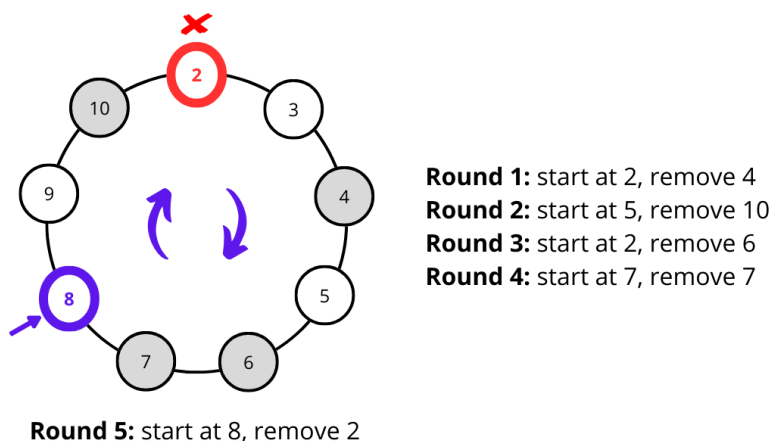 2
10
3
9
4
8
5
7
6
Round 1: start at 2, remove 4
Round 2: start at 5, remove 10
Round 3: start at 2, remove 6
Round 4: start at 7, remove 7
Round 5: start at 8, remove 2